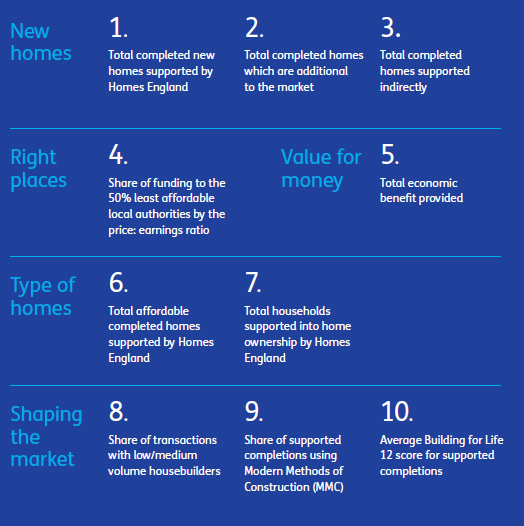 New
homes
1.
Total completed new
homes supported by
Homes England
2.
Total completed homes
which are additional
to the market
3.
Total completed
homes supported
indirectly
Right
places
4.
Share of funding to the
50% least affordable
local authorities by the
price: earnings ratio
Value for
money
5.
Total economic
benefit provided
Type of
homes
6.
Total affordable
completed homes
supported by Homes
England
7.
Total households
supported into home
ownership by Homes
England
Shaping
the
market
8.
Share of transactions
with low/medium
volume housebuilders
9.
Share of supported
completions using
Modern Methods of
Construction (MMC)
10.
Average Building for Life
12 score for supported
completions